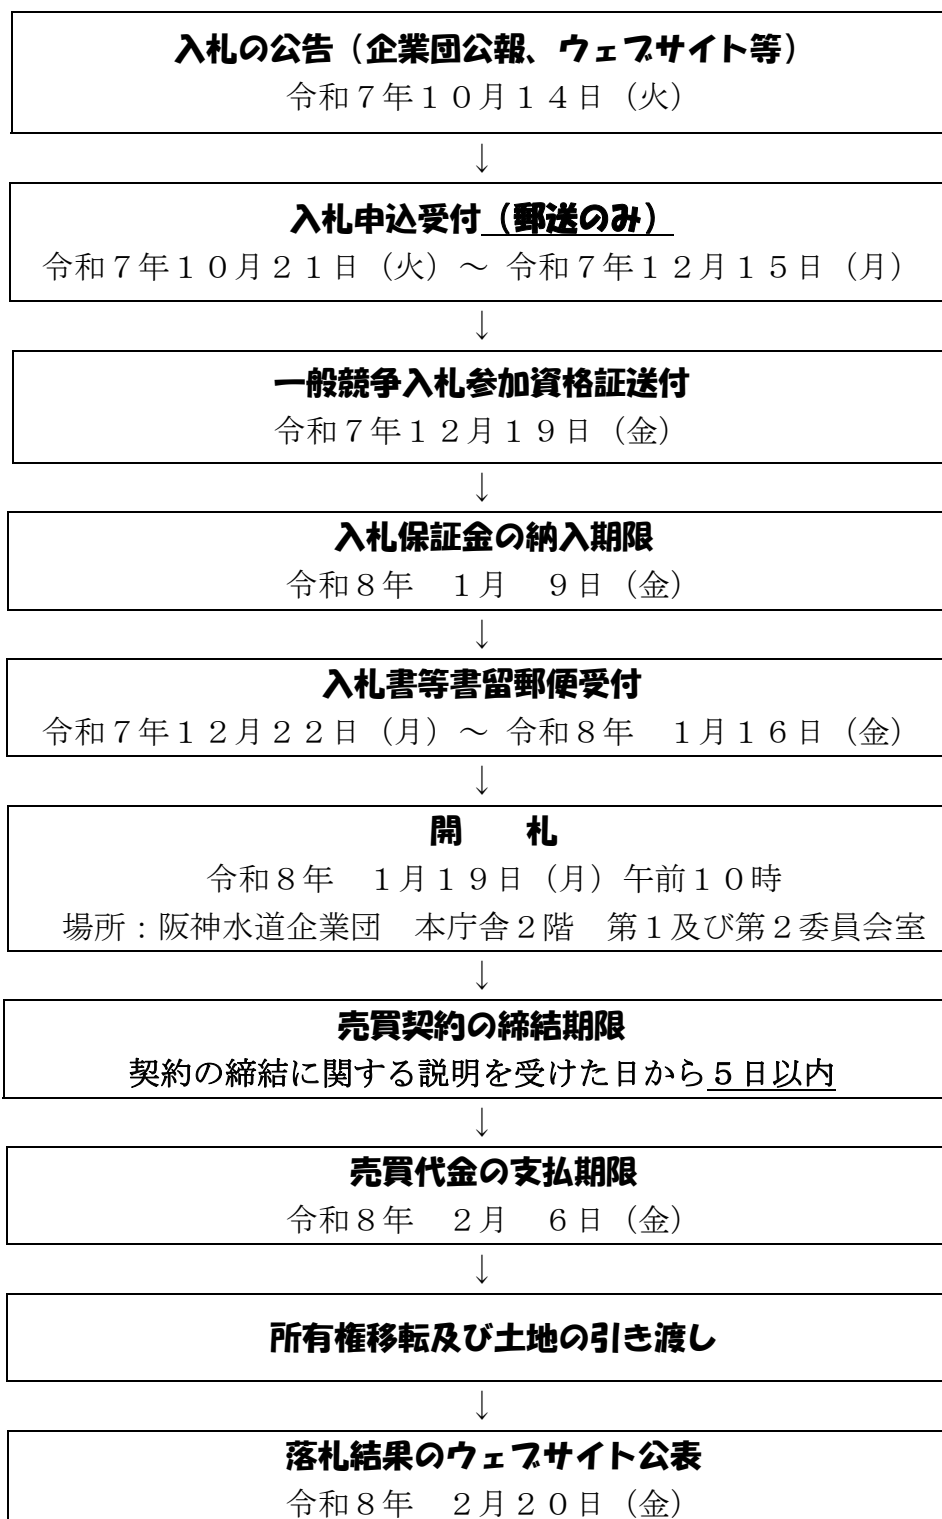 入札の公告（企業団公報、ウェブサイト等）
令和７年１０月１４日（火）
↓
入札申込受付（郵送のみ）
令和７年１０月２１日（火）～ 令和７年１２月１５日（月）
↓
一般競争入札参加資格証送付
令和７年１２月１９日（金）
↓
入札保証金の納入期限
令和８年　１月　９日（金）
↓
入札書等書留郵便受付
令和７年１２月２２日（月）～ 令和８年　１月１６日（金）
↓
開　　札
令和８年　１月１９日（月）午前１０時
場所：阪神水道企業団　本庁舎２階　第１及び第２委員会室
↓
売買契約の締結期限
契約の締結に関する説明を受けた日から５日以内
↓
売買代金の支払期限
令和８年　２月　６日（金）
↓
所有権移転及び土地の引き渡し
↓
落札結果のウェブサイト公表
令和８年　２月２０日（金）